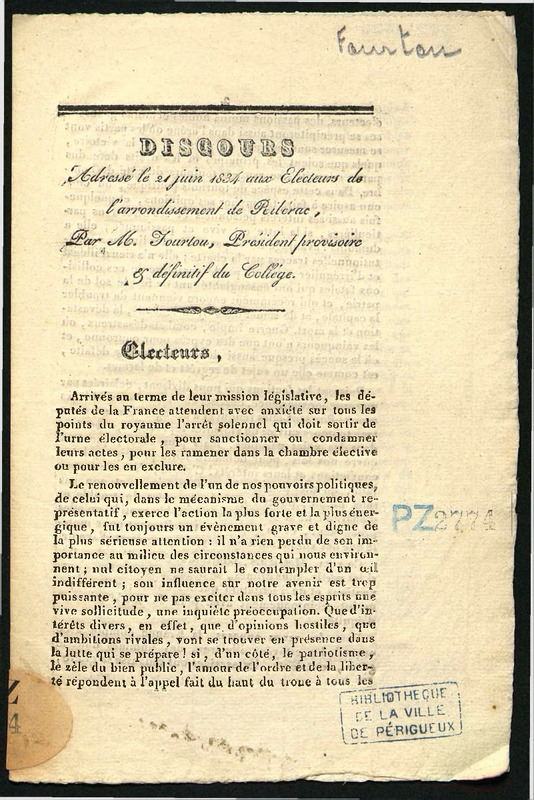 Fourtou
DISCOURS
Adressé le 21 juin 1834 aux Electeurs de
l'arrondissement de Ribérac,
Par M. Fourtou, Président provisoire
& définitif du Collége.
Electeurs,
Arrivés au terme de leur mission législative, les dé-
putés de la France attendent avec anxiété sur tous les
points du royaume l'arrêt solennel qui doit sortir de
l'urne électorale, pour sanctionner ou condamner
leurs actes, pour les ramener dans la chambre élective
ou pour les en exclure.
Le renouvellement de l'un de nos pouvoirs politiques,
de celui qui, dans le mécanisme du gouvernement re-
présentatif, exerce l'action la plus forte et la plus éner-
gique, fut toujours un évènement grave et digne de
la plus sérieuse attention : il n'a rien perdu de son im-
portance au milieu des circonstances qui nous environ-
nent ; nul citoyen ne saurait le contempler d'un œil
indifférent ; son influence sur notre avenir est trop
puissante, pour ne pas exciter dans tous les esprits une
vive sollicitude, une inquiète préoccupation. Que d'in-
térêts divers, en effet, que d'opinions hostiles, que
d'ambitions rivales, vont se trouver en présence dans
la lutte qui se prépare ! si, d'un côté, le patriotisme,
le zèle du bien public, l'amour de l'ordre et de la liber-
té répondent à l'appel fait du haut du trone à tous les
PZ2774
Z
4
BIBLIOTHEQUE
DE LA VILLE
DE PÉRIGUEUX